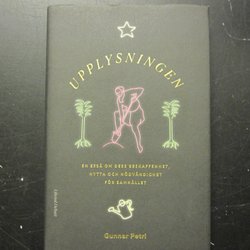 UPPLYSNINGEN
EN ESSÄ OM DESS BESKAFFENHET,
NYTTA OCH NÖDVÄNDIGHET
FÖR SAMHÄLLET
Gunnar Petri